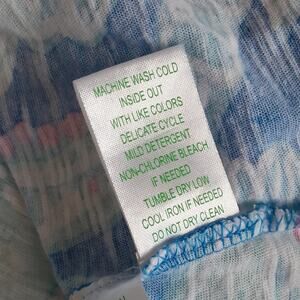 MACHINE WASH COLD
INSIDE OUT
WITH LIKE COLORS
DELICATE CYCLE
MILD DETERGENT
NON-CHLORINE BLEACH
IF NEEDED
TUMBLE DRY LOW
COOL IRON IF NEEDED
DO NOT DRY CLEAN